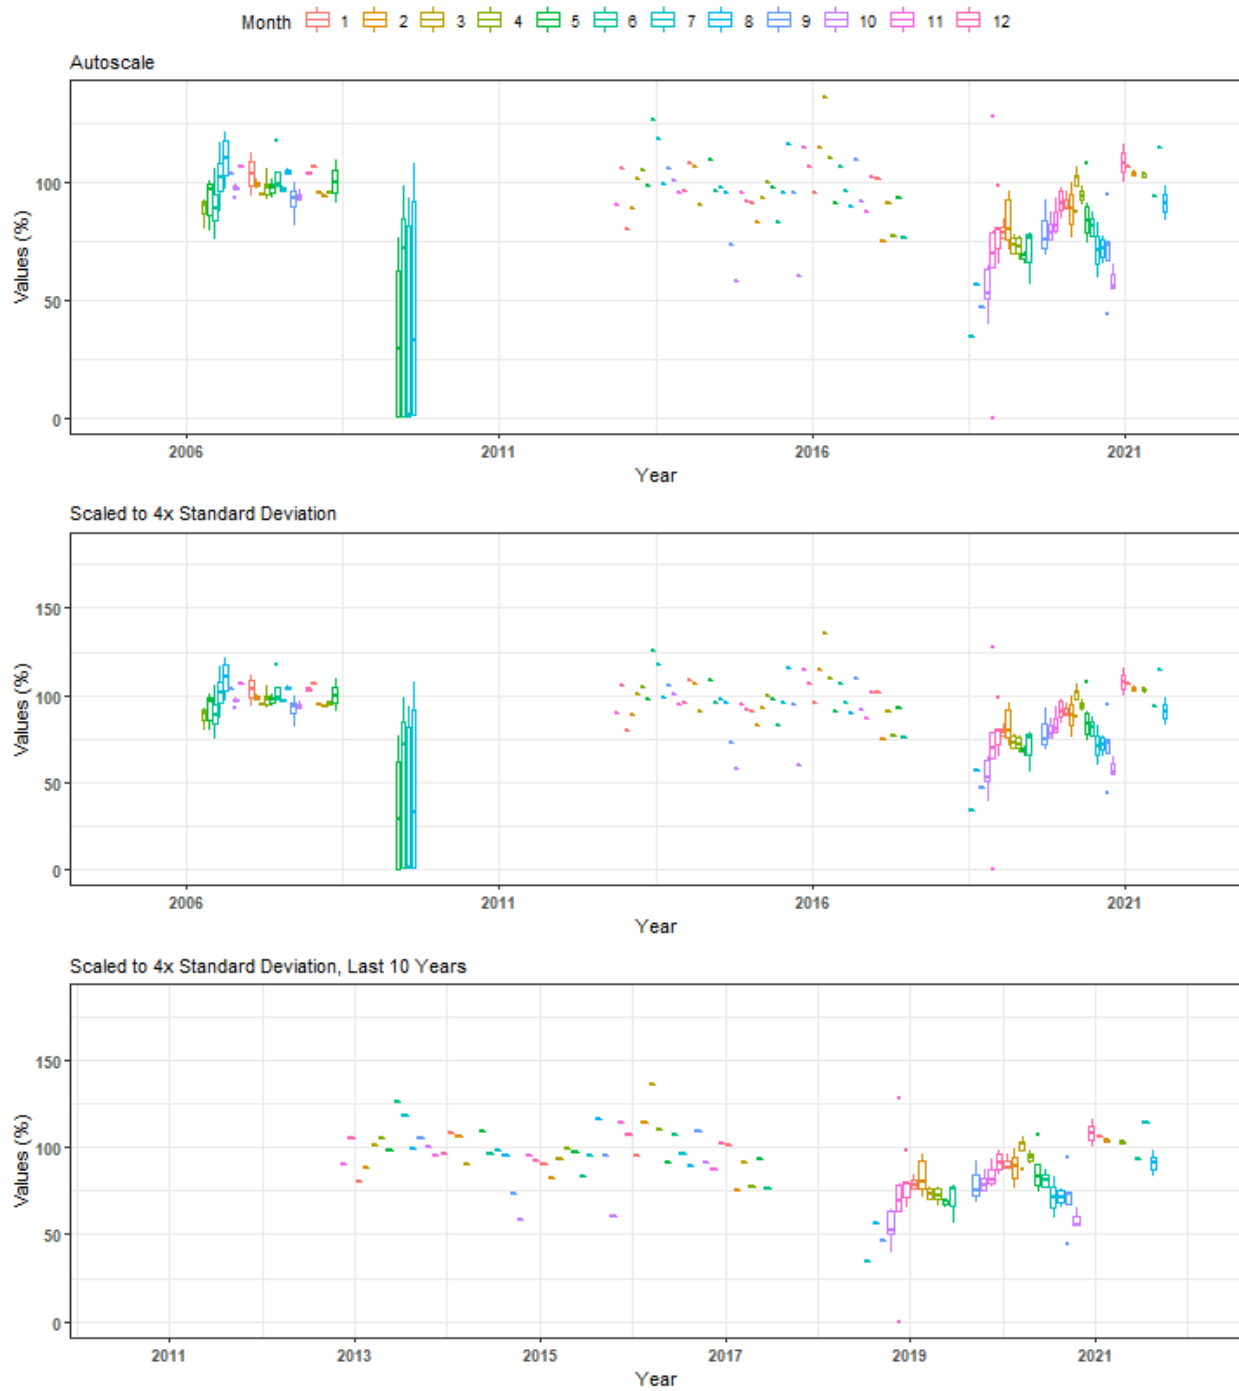 Month 1 2 3 4 5 6 7 8 9 10 11 12
Autoscale
100
50
0
Values (%)
2006 2011 2016 2021
Year
Scaled to 4x Standard Deviation
150
100
50
0
Values (%)
2006 2011 2016 2021
Year
Scaled to 4x Standard Deviation, Last 10 Years
150
100
50
0
Values (%)
2011 2013 2015 2017 2019 2021
Year